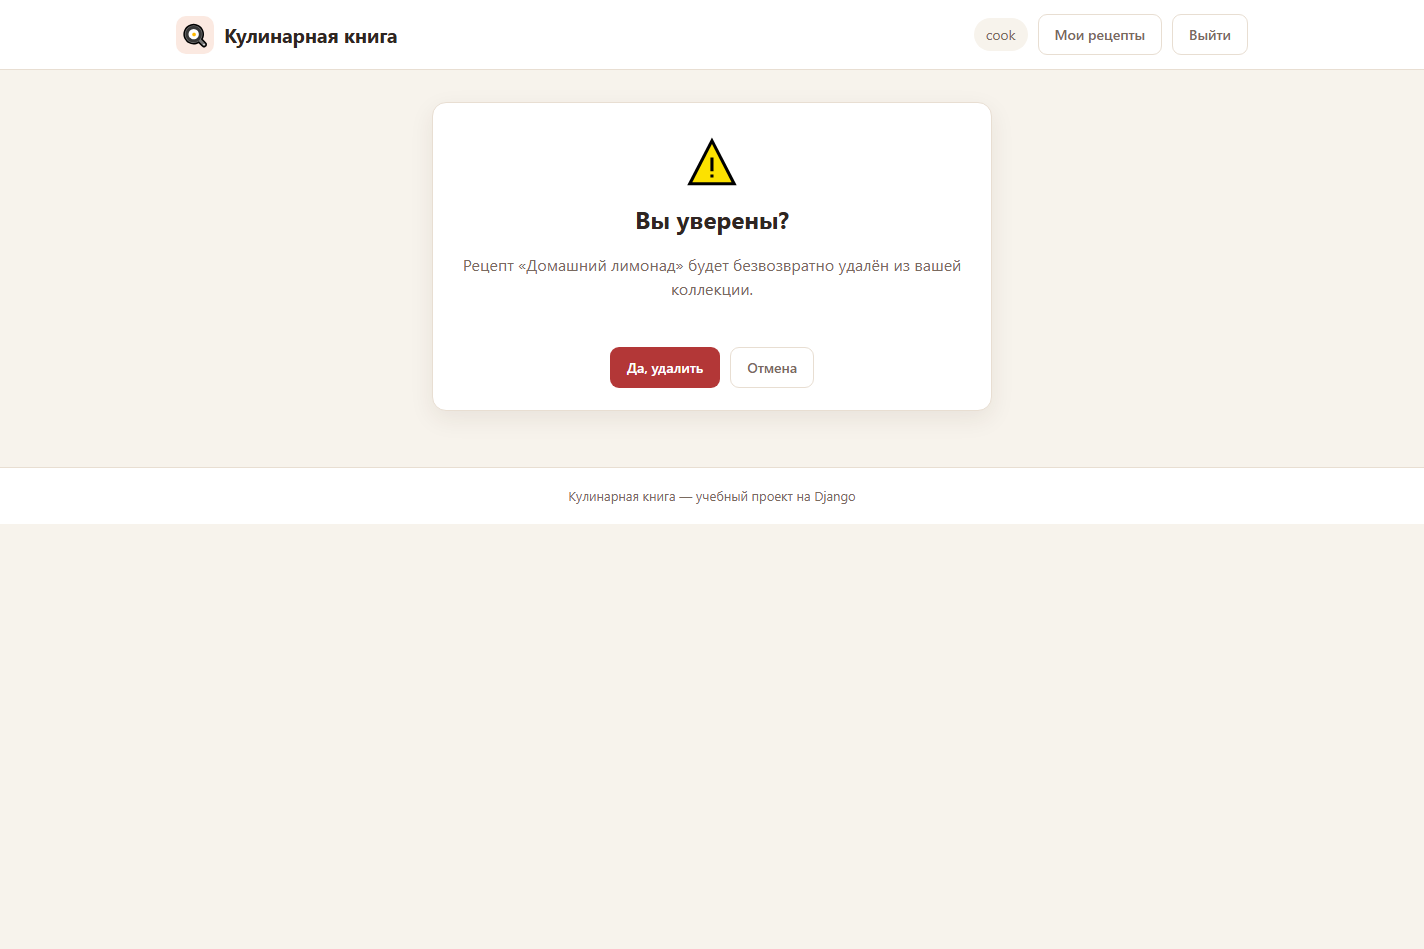 Кулинарная книга
cook
Мои рецепты
Выйти
Вы уверены?
Рецепт «Домашний лимонад» будет безвозвратно удалён из вашей
коллекции.
Да, удалить
Отмена
Кулинарная книга — учебный проект на Django